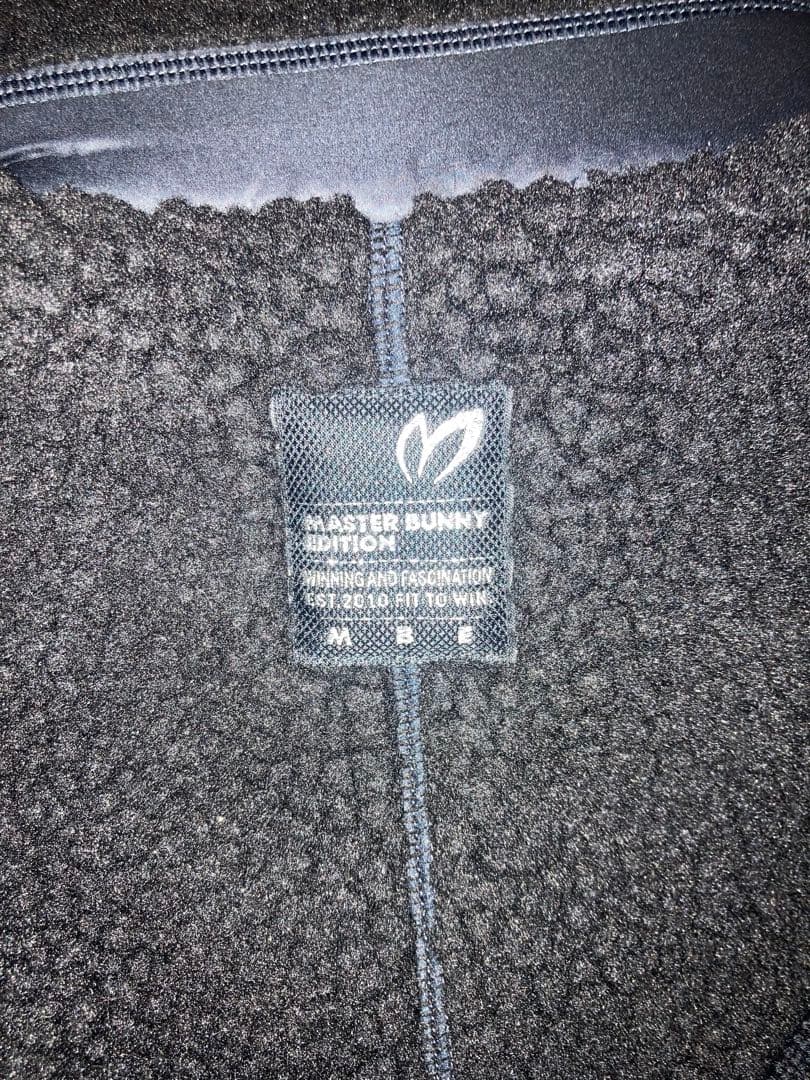 MASTER BUNNY
EDITION
WINNING AND FASCINATION
EST.2010 FIT TO WIN.
M B E